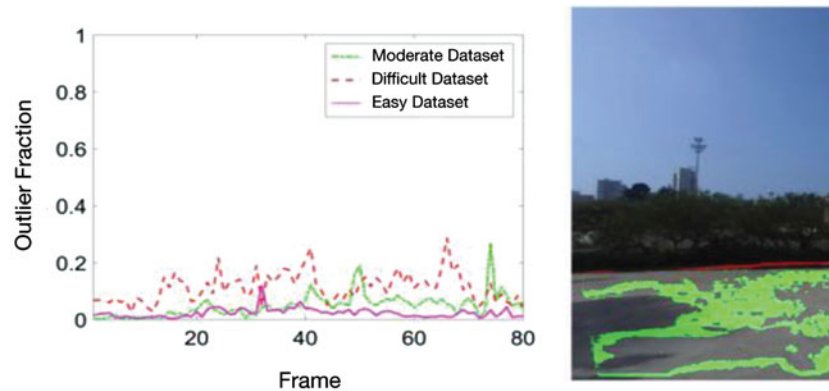 1
0.8
0.6
0.4
0.2
0
20
40
60
80
Outlier Fraction
Frame
Moderate Dataset
Difficult Dataset
Easy Dataset